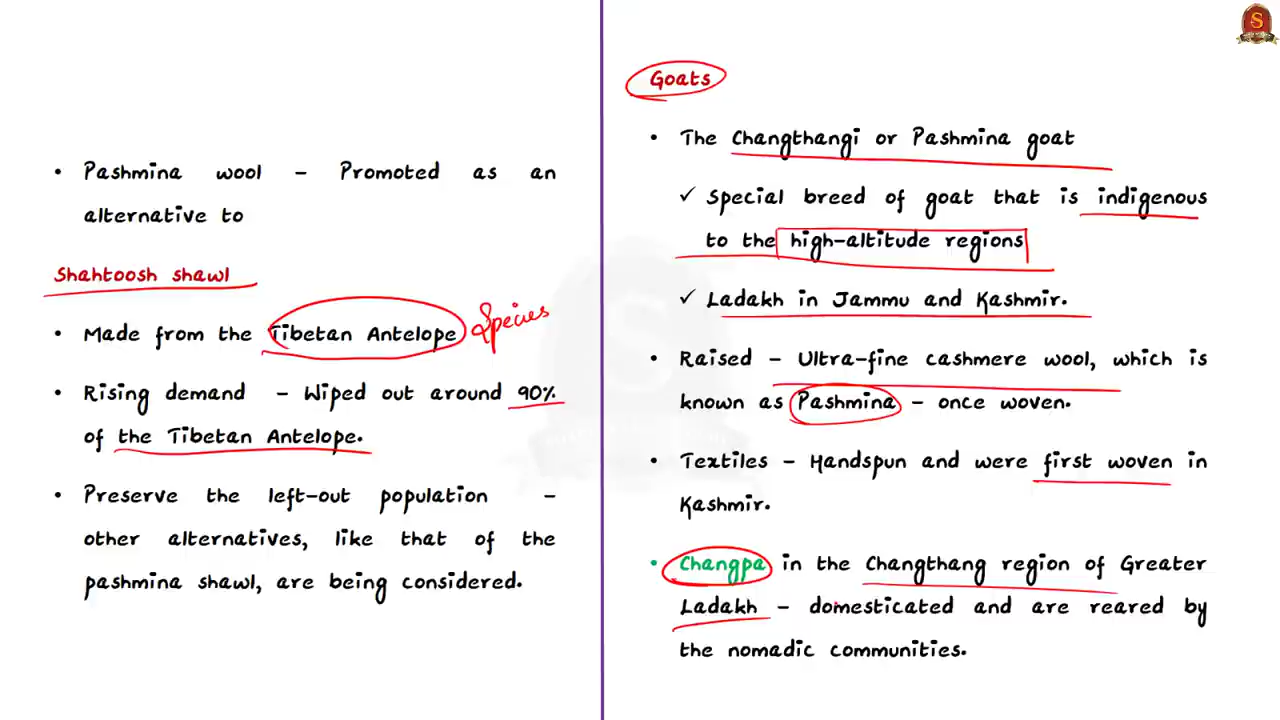 • Pashmina wool – Promoted as an
alternative to
Shahtoosh shawl
• Made from the Tibetan Antelope Species
• Rising demand – Wiped out around 90%
of the Tibetan Antelope.
• Preserve the left-out population –
other alternatives, like that of the
pashmina shawl, are being considered.
Goats
• The Changthangi or Pashmina goat
✓ Special breed of goat that is indigenous
to the high-altitude regions
✓ Ladakh in Jammu and Kashmir.
• Raised – Ultra-fine cashmere wool, which is
known as Pashmina – once woven.
• Textiles – Handspun and were first woven in
Kashmir.
• Changpa in the Changthang region of Greater
Ladakh – domesticated and are reared by
the nomadic communities.
S